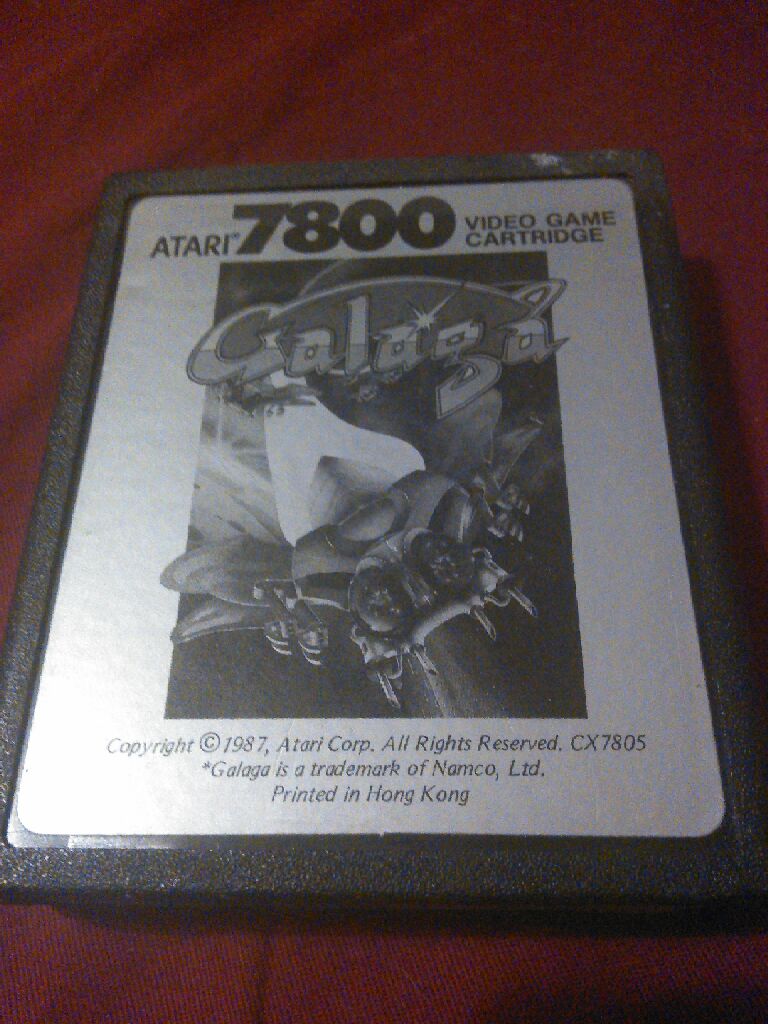 ATARI™ 7800 VIDEO GAME
CARTRIDGE
Galaga
Copyright ©1987, Atari Corp. All Rights Reserved. CX7805
*Galaga is a trademark of Namco, Ltd.
Printed in Hong Kong